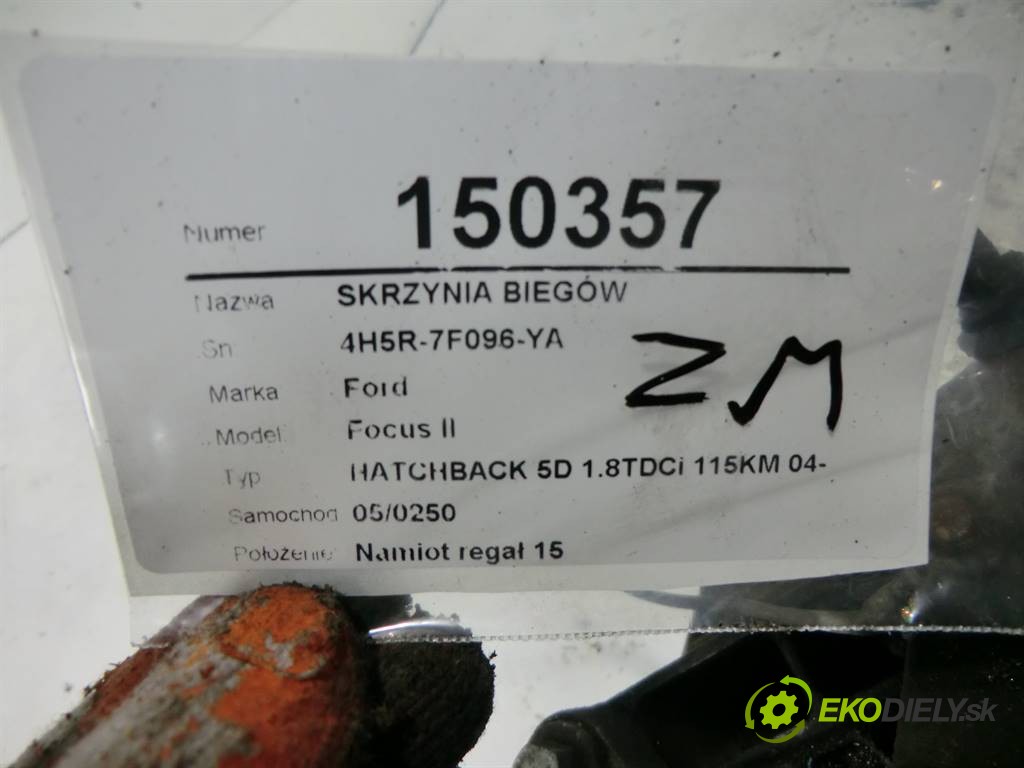 Numer 150357
Nazwa SKRZYNIA BIEGÓW
Sn 4H5R-7F096-YA
Marka Ford
Model Focus II
Typ HATCHBACK 5D 1.8TDCi 115KM 04-
Samochod 05/0250
Położenie Namiot regał 15
ZM
EKODIELY.sk